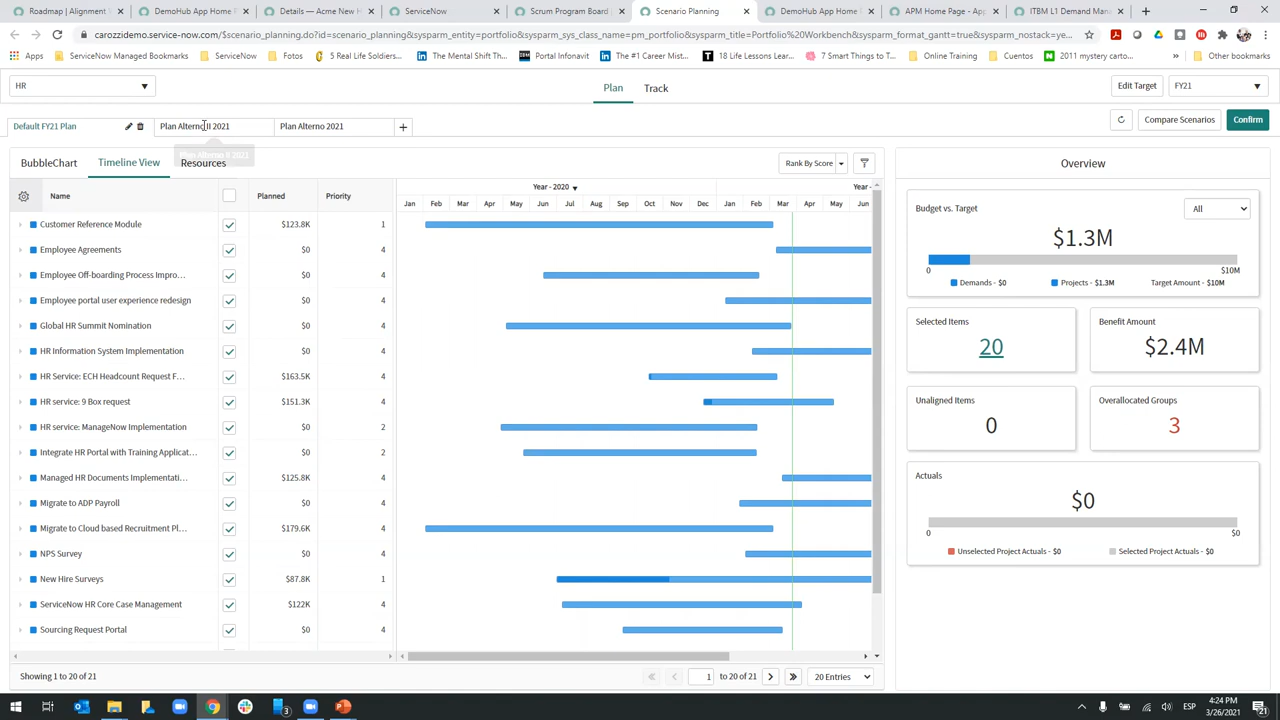 Roadmap | Alignment
DemoHub App Home
Details — Acme New H
ServiceNow
Scrum Program Board
Scenario Planning
DemoHub App Home
APM Home Page - App
ITBM L1 Demand Mana
carozzidemo.service-now.com/$scenario_planning.do?id=scenario_planning&sysparm_entity=portfolio&sysparm_sys_class_name=pm_portfolio&sysparm_title=Portfolio%20Workbench&sysparm_format_gantt=true&sysparm_nostack=ye...
Apps
ServiceNow Managed Bookmarks
ServiceNow
Fotos
5 Real Life Soldiers...
The Mental Shift Th...
Portal Infonavit
The #1 Career Mist...
18 Life Lessons Lear...
7 Smart Things to T...
Online Training
Cuentos
2011 mystery carto...
»
Other bookmarks
HR
Plan
Track
Edit Target
FY21
Default FY21 Plan
Plan Alterno II 2021
Plan Alterno 2021
+
Compare Scenarios
Confirm
Plan Alterno II 2021
BubbleChart
Timeline View
Resources
Rank By Score
Overview
Name
Planned
Priority
Year - 2020
Year-
Jan Feb Mar Apr May Jun Jul Aug Sep Oct Nov Dec Jan Feb Mar Apr May Jun
Customer Reference Module $123.8K 1
Employee Agreements $0 4
Employee Off-boarding Process Impro... $0 4
Employee portal user experience redesign $0 4
Global HR Summit Nomination $0 4
HR Information System Implementation $0 4
HR Service: ECH Headcount Request F... $163.5K 4
HR service: 9 Box request $151.3K 4
HR service: ManageNow Implementation $0 2
Integrate HR Portal with Training Applicat... $0 2
Managed HR Documents Implementati... $125.8K 4
Migrate to ADP Payroll $0 4
Migrate to Cloud based Recruitment Pl... $179.6K 4
NPS Survey $0 4
New Hire Surveys $87.8K 1
ServiceNow HR Core Case Management $122K 4
Sourcing Request Portal $0 4
Showing 1 to 20 of 21
1
to 20 of 21
20 Entries
Budget vs. Target
All
$1.3M
0 $10M
Demands - $0 Projects - $1.3M Target Amount - $10M
Selected Items
20
Benefit Amount
$2.4M
Unaligned Items
0
Overallocated Groups
3
Actuals
$0
0 $0
Unselected Project Actuals - $0 Selected Project Actuals - $0
3
ESP
4:24 PM
3/26/2021
21